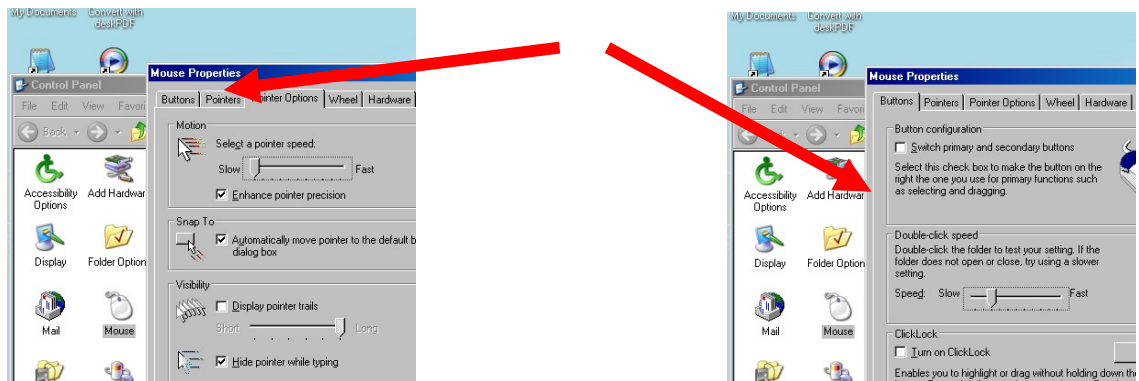 My Documents Convert with
deskPDF
Control Panel
File Edit View Favori
Back
Accessibility
Options
Add Hardwar
Display
Folder Option
Mail
Mouse
Mouse Properties
Buttons Pointers Pointer Options Wheel Hardware
Motion
Select a pointer speed:
Slow Fast
Enhance pointer precision
Snap To
Automatically move pointer to the default b
dialog box
Visibility
Display pointer trails
Short Long
Hide pointer while typing
My Documents Convert with
deskPDF
Control Panel
File Edit View Favori
Accessibility
Options
Add Hardwar
Display
Folder Option
Mail
Mouse
Mouse Properties
Buttons Pointers Pointer Options Wheel Hardware
Button configuration
Switch primary and secondary buttons
Select this check box to make the button on the
right the one you use for primary functions such
as selecting and dragging.
Double-click speed
Double-click the folder to test your setting. If the
folder does not open or close, try using a slower
setting.
Speed: Slow Fast
ClickLock
Turn on ClickLock
Enables you to highlight or drag without holding down the